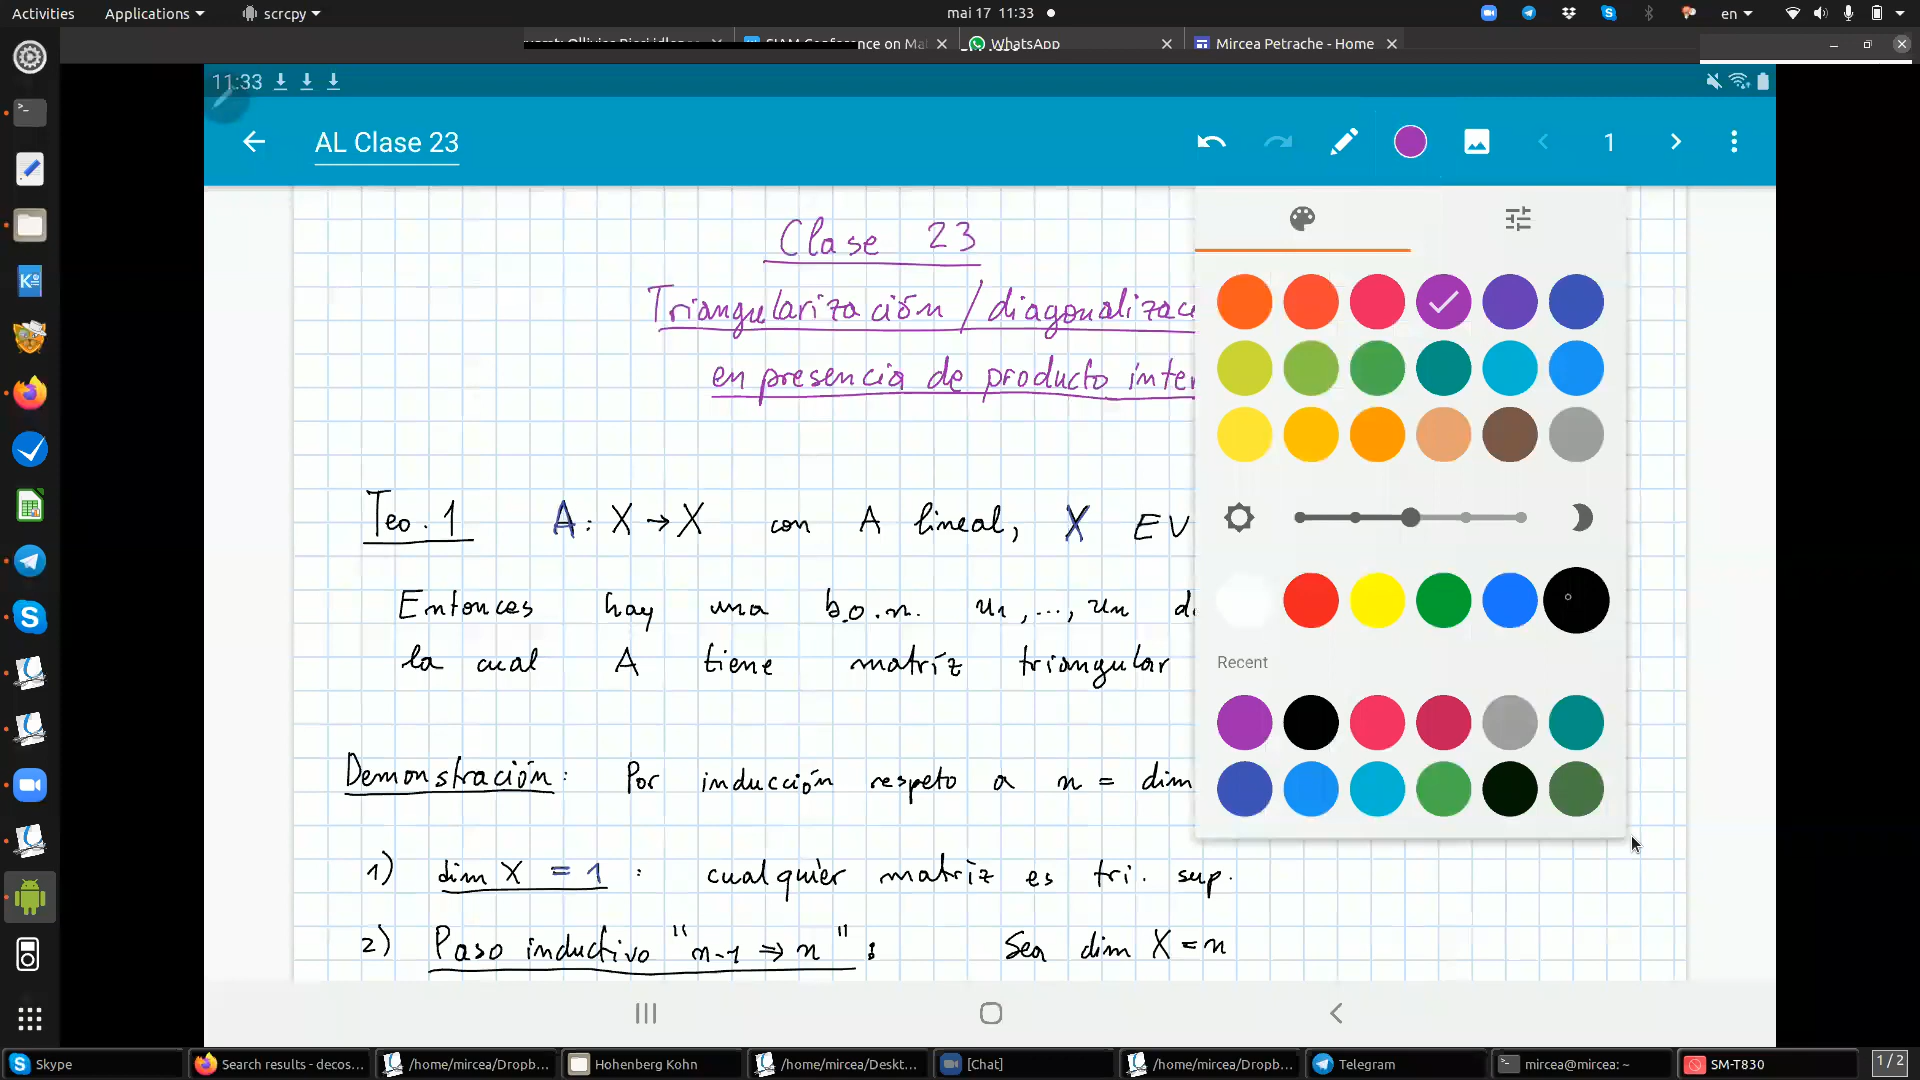 Activities Applications scrcpy mai 17 11:33 en
SIAM Conference on Ma WhatsApp Mircea Petrache - Home
11:33
AL Clase 23 1
Clase 23
Triangularización / diagonalizac
en presencia de producto inter
Teo. 1 A : X → X con A lineal, X EV
Entonces hay una b.o.n. u1, ..., un d
la cual A tiene matríz triangular
Demonstración: Por inducción respeto a n = dim
1) dim X = 1 : cualquier matriz es tri. sup.
2) Paso inductivo "n-1 ⇒ n" : Sea dim X = n
Recent
Skype Search results - decos... /home/mircea/Dropb... Hohenberg Kohn /home/mircea/Deskt... [Chat] /home/mircea/Dropb... Telegram mircea@mircea: ~ SM-T830 1 / 2